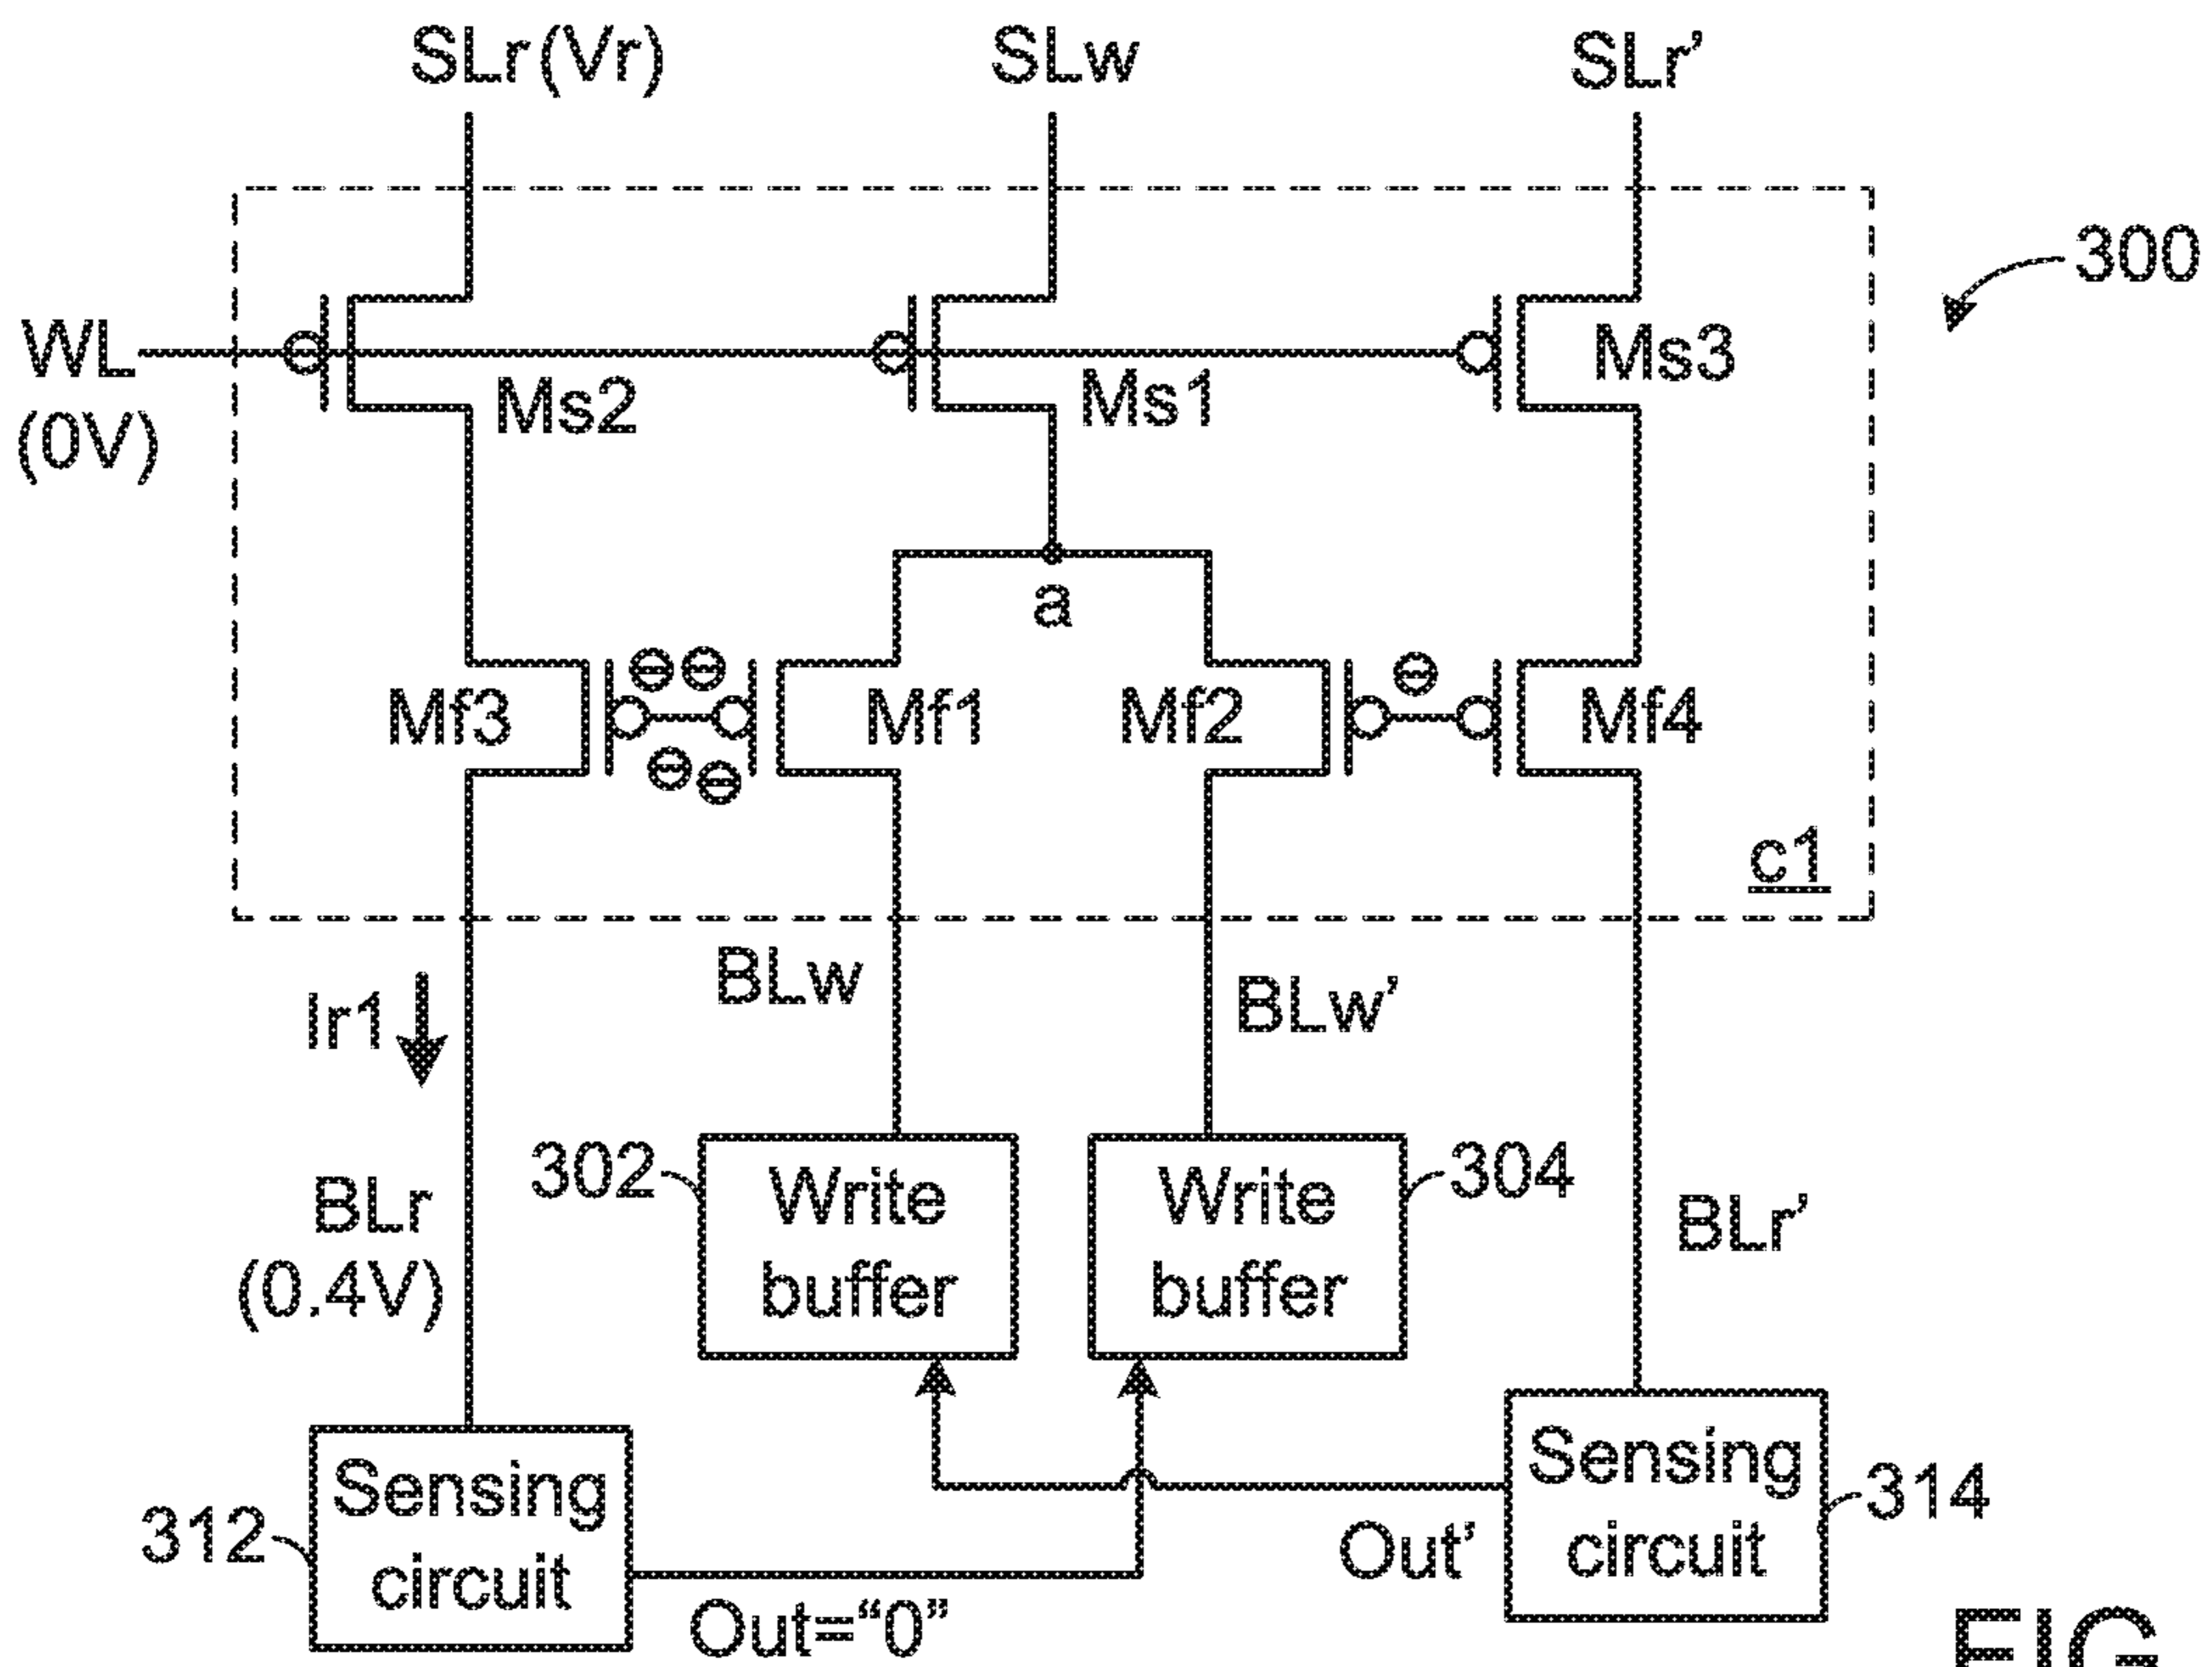 SLr(Vr)
SLw
SLr’
300
WL
(0V)
Ms2
Ms1
Ms3
a
Mf3
Mf1
Mf2
Mf4
c1
Ir1
BLw
BLw’
BLr
(0.4V)
302
Write
buffer
Write
buffer
304
BLr’
312
Sensing
circuit
Out=“0”
Out’
Sensing
circuit
314
FIG